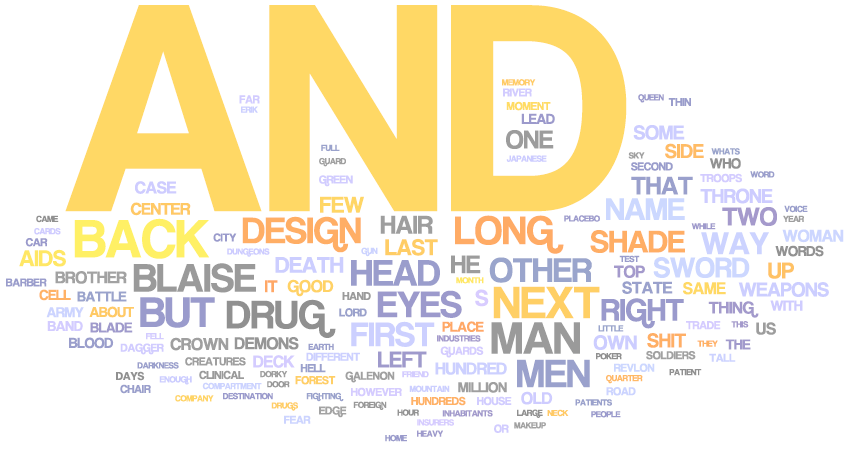 AND
MEMORY
RIVER
MOMENT
LEAD
ONE
JAPANESE
FAR
ERIK
QUEEN
THIN
SOME
SIDE
WHATS
WHO
SKY
SECOND
TROOPS
WORD
THAT
THRONE
FULL
GUARD
GREEN
FEW
CASE
CENTER
CAME
CARDS
CAR
AIDS
BACK
CITY
DESIGN
DUNGEONS
HAIR
LAST
GUN
LONG
PLACEBO
NAME
WHILE
TWO
VOICE
YEAR
SHADE
WAY
WOMAN
WORDS
BARBER
BROTHER
BLAISE
DEATH
IT
GOOD
HEAD
HE
MONTH
OTHER
TEST
TOP
SWORD
UP
CELL
BATTLE
ARMY
ABOUT
BAND
BLADE
BUT
DRUG
HAND
LORD
EYES
S
NEXT
RIGHT
STATE
SAME
WEAPONS
THING
WITH
TRADE
THIS
US
BLOOD
FELL
DAGGER
CROWN
DEMONS
EARTH
FIRST
PLACE
INDUSTRIES
GUARDS
MAN
LITTLE
OWN
SHIT
THEY
THE
POKER
SOLDIERS
TALL
DARKNESS
CREATURES
DECK
DIFFERENT
HELL
LEFT
DAYS
ENOUGH
CLINICAL
DORKY
FOREST
GALENON
FRIEND
HUNDRED
MEN
REVLON
PATIENT
QUARTER
CHAIR
COMPARTMENT
DOOR
MOUNTAIN
MILLION
ROAD
COMPANY
DESTINATION
FIGHTING
HOWEVER
HUNDREDS
HOUSE
OLD
PATIENTS
DRUGS
EDGE
FOREIGN
HOUR
INHABITANTS
LARGE
NECK
PEOPLE
FEAR
INSURERS
OR
MAKEUP
HOME
HEAVY